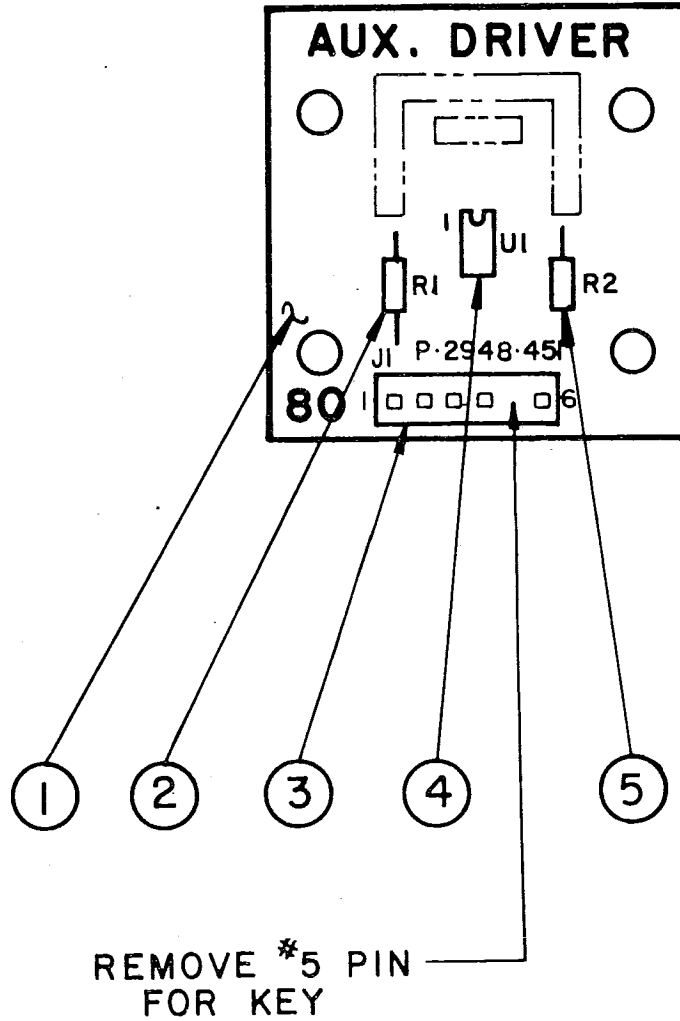 AUX. DRIVER
1 U1
R1
R2
J1 P·2948·451
80 1 6
1 2 3 4 5
REMOVE #5 PIN
FOR KEY